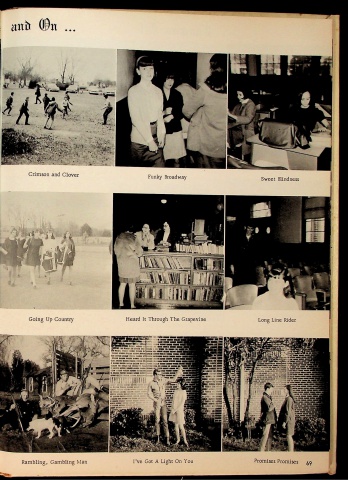 and On ...
Crimson and Clover
Funky Broadway
Sweet Blindness
Going Up Country
Heard It Through The Grapevine
Long Line Rider
Rambling, Gambling Man
I've Got A Light On You
Promises Promises
69